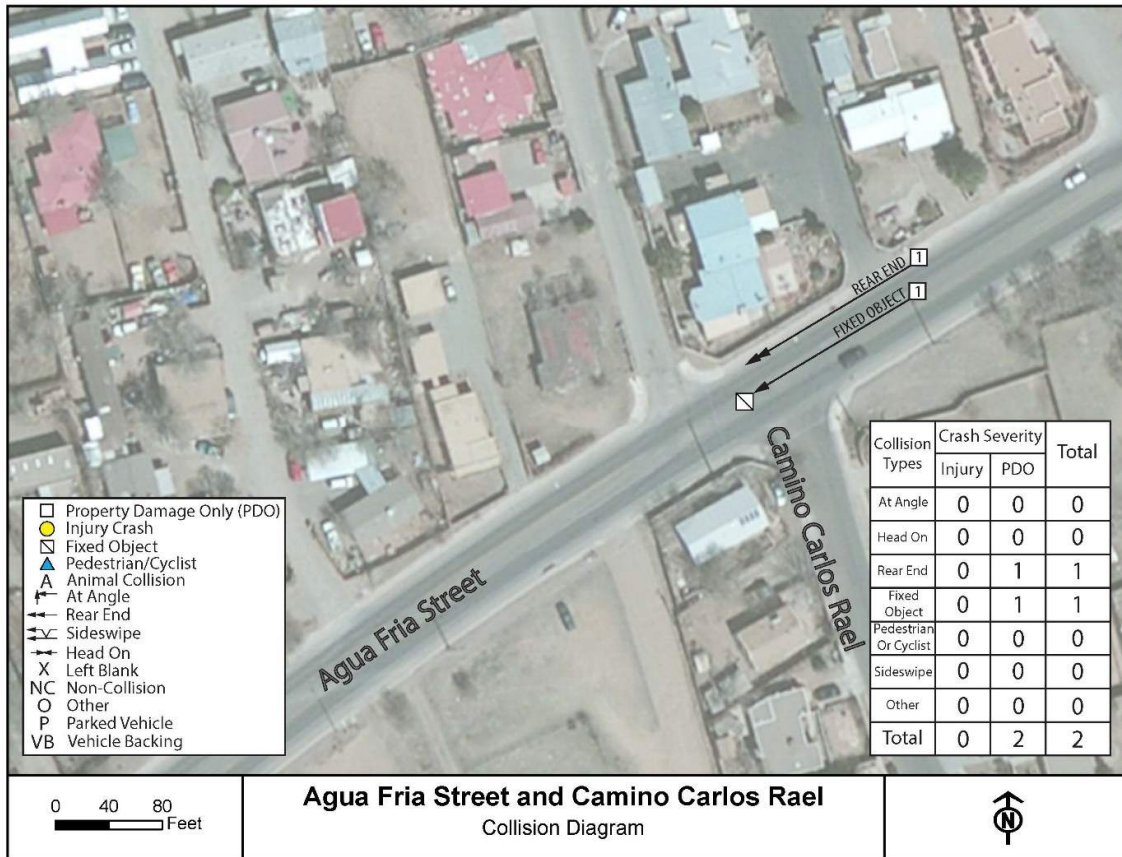 REAR END 1
FIXED OBJECT 1
Agua Fria Street
Camino Carlos Rael
Property Damage Only (PDO)
Injury Crash
Fixed Object
Pedestrian/Cyclist
A Animal Collision
At Angle
Rear End
Sideswipe
Head On
X Left Blank
NC Non-Collision
O Other
P Parked Vehicle
VB Vehicle Backing
Collision Types Crash Severity Total
Injury PDO
At Angle 0 0 0
Head On 0 0 0
Rear End 0 1 1
Fixed Object 0 1 1
Pedestrian Or Cyclist 0 0 0
Sideswipe 0 0 0
Other 0 0 0
Total 0 2 2
0 40 80
Feet
Agua Fria Street and Camino Carlos Rael
Collision Diagram
N